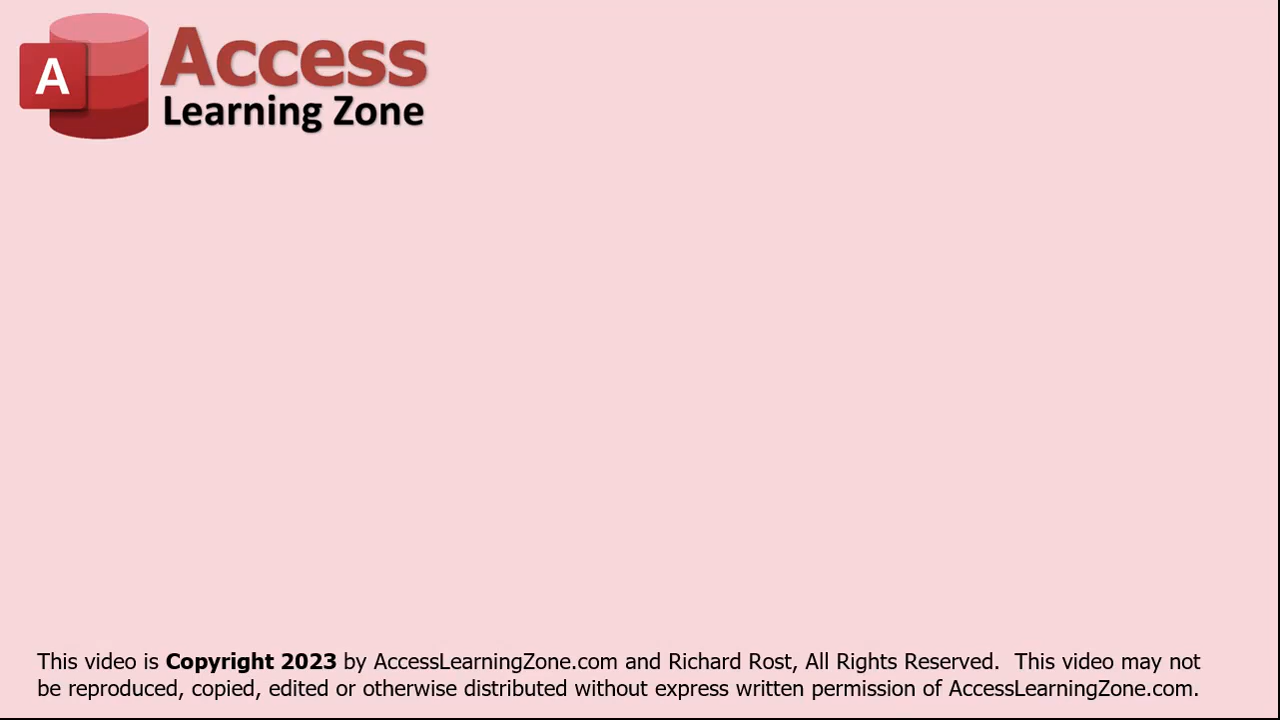 A
Access
Learning Zone
This video is Copyright 2023 by AccessLearningZone.com and Richard Rost, All Rights Reserved.  This video may not
be reproduced, copied, edited or otherwise distributed without express written permission of AccessLearningZone.com.